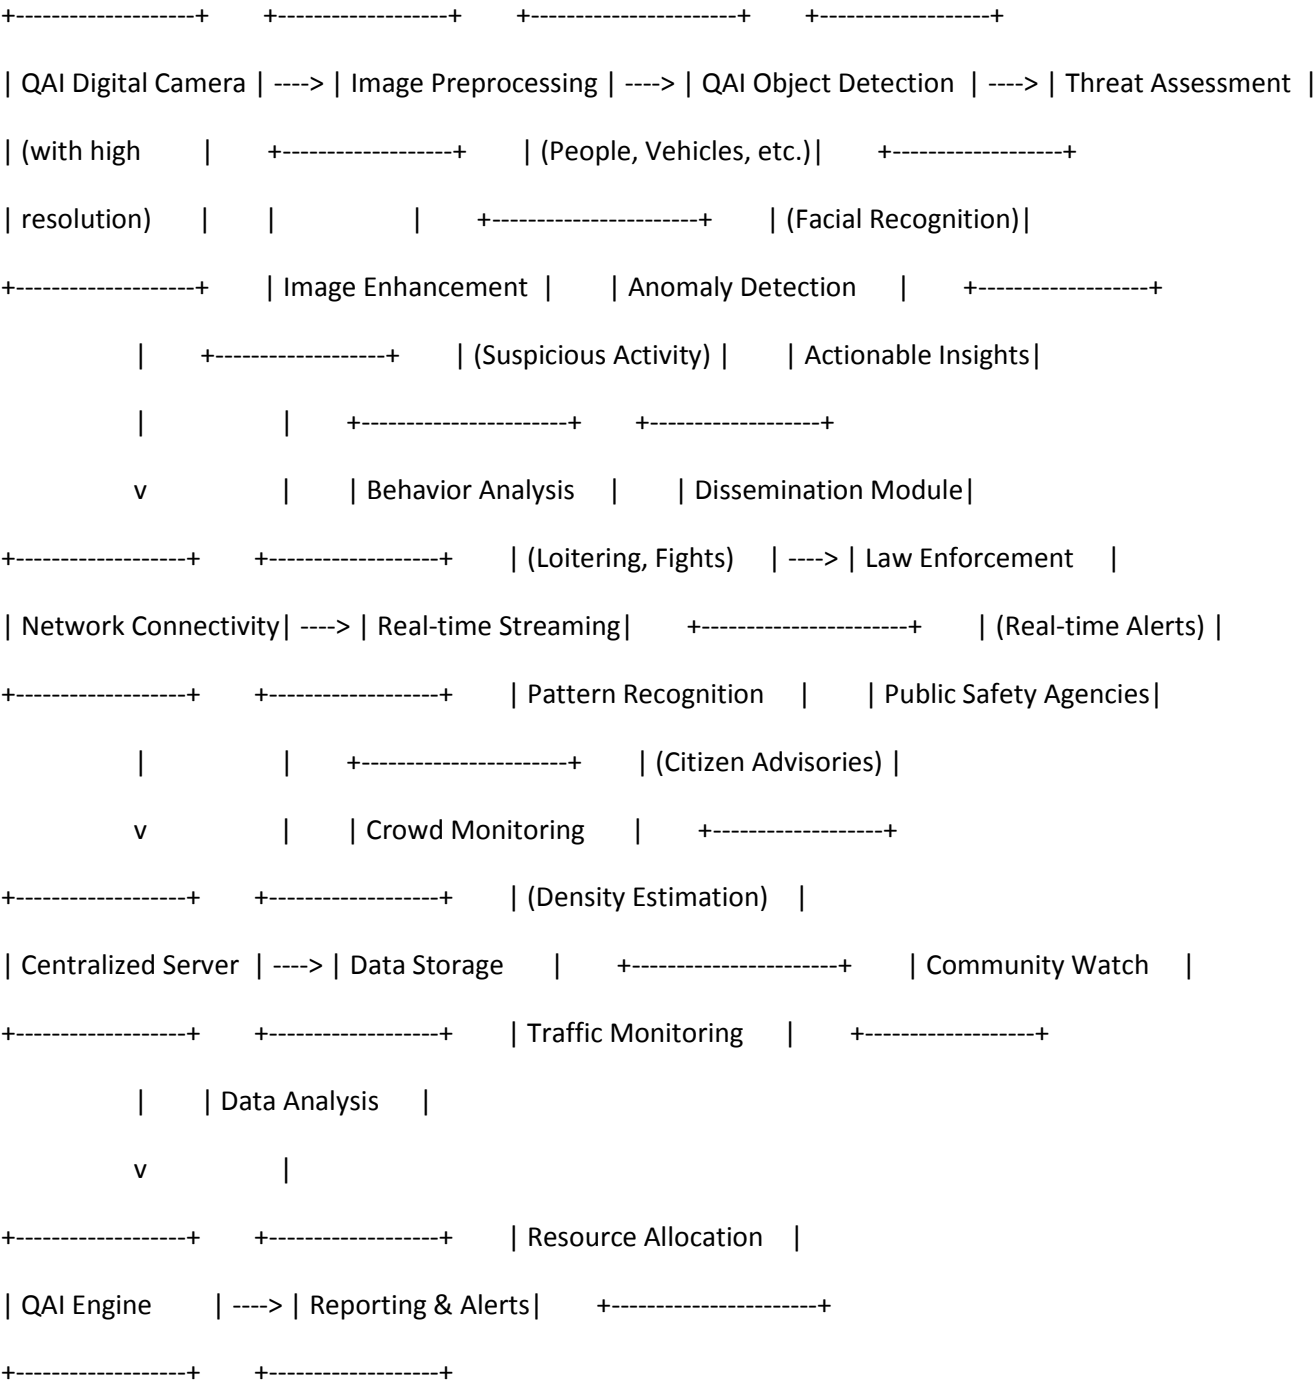 +--------------------+ +-------------------+ +-----------------------+ +-------------------+
| QAI Digital Camera | ----> | Image Preprocessing | ----> | QAI Object Detection | ----> | Threat Assessment |
| (with high | +-------------------+ | (People, Vehicles, etc.)| +-------------------+
| resolution) | | | +-----------------------+ | (Facial Recognition)|
+--------------------+ | Image Enhancement | | Anomaly Detection | +-------------------+
| +-------------------+ | (Suspicious Activity) | | Actionable Insights|
| | +-----------------------+ +-------------------+
v | | Behavior Analysis | | Dissemination Module|
+-------------------+ +-------------------+ | (Loitering, Fights) | ----> | Law Enforcement |
| Network Connectivity| ----> | Real-time Streaming| +-----------------------+ | (Real-time Alerts) |
+-------------------+ +-------------------+ | Pattern Recognition | | Public Safety Agencies|
| | +-----------------------+ | (Citizen Advisories) |
v | | Crowd Monitoring | +-------------------+
+-------------------+ +-------------------+ | (Density Estimation) |
| Centralized Server | ----> | Data Storage | +-----------------------+ | Community Watch |
+-------------------+ +-------------------+ | Traffic Monitoring | +-------------------+
| | Data Analysis |
v |
+-------------------+ +-------------------+ | Resource Allocation |
| QAI Engine | ----> | Reporting & Alerts| +-----------------------+
+-------------------+ +-------------------+